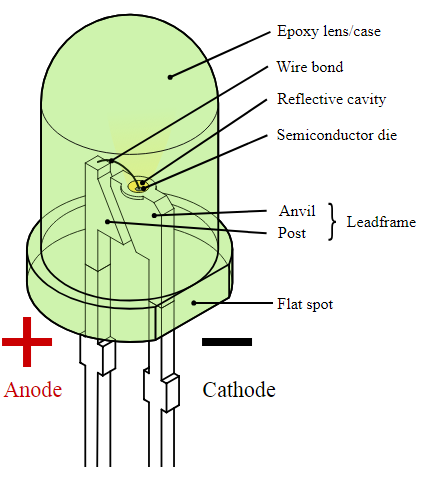 Epoxy lens/case
Wire bond
Reflective cavity
Semiconductor die
Anvil
Post
Leadframe
Flat spot
Anode
Cathode